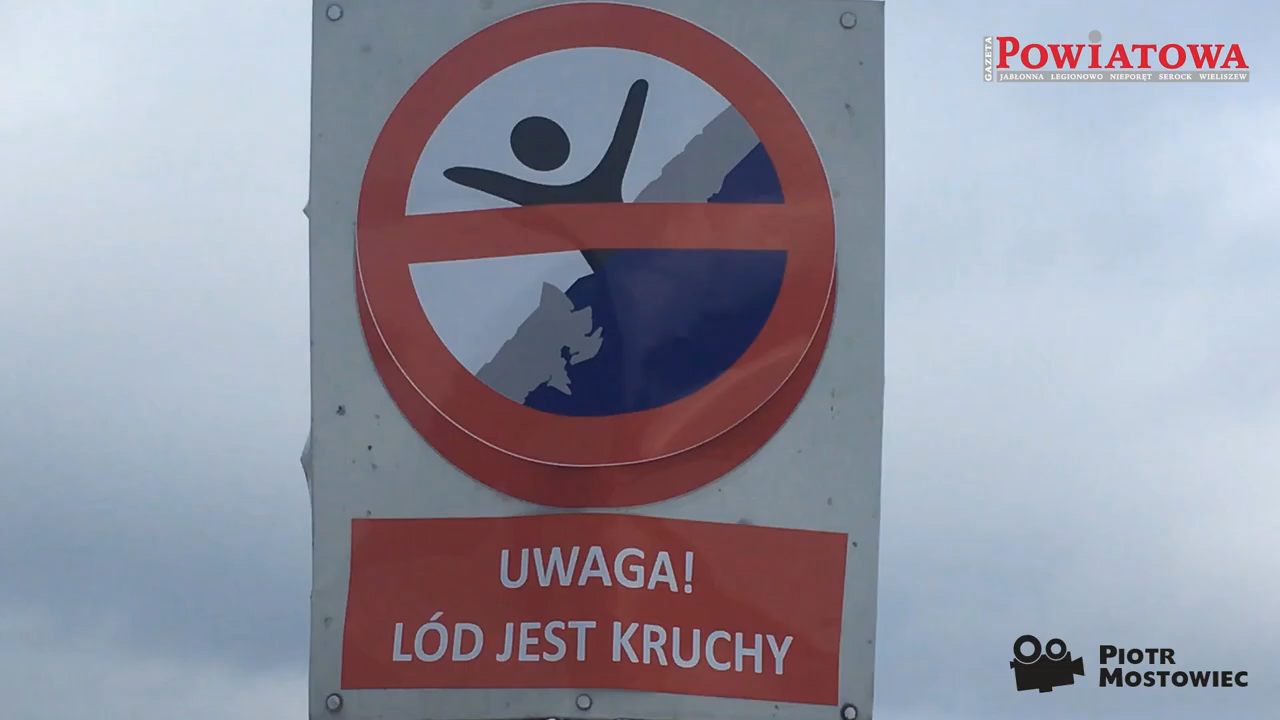 GAZETA
POWIATOWA
JABŁONNA LEGIONOWO NIEPORĘT SEROCK WIELISZEW
UWAGA!
LÓD JEST KRUCHY
PIOTR
MOSTOWIEC